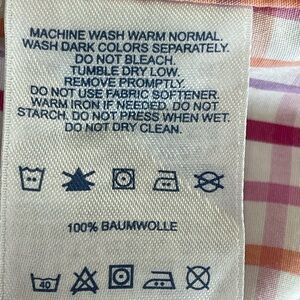 MACHINE WASH WARM NORMAL.
WASH DARK COLORS SEPARATELY.
DO NOT BLEACH.
TUMBLE DRY LOW.
REMOVE PROMPTLY.
DO NOT USE FABRIC SOFTENER.
WARM IRON IF NEEDED. DO NOT
STARCH. DO NOT PRESS WHEN WET.
DO NOT DRY CLEAN.
100% BAUMWOLLE
40